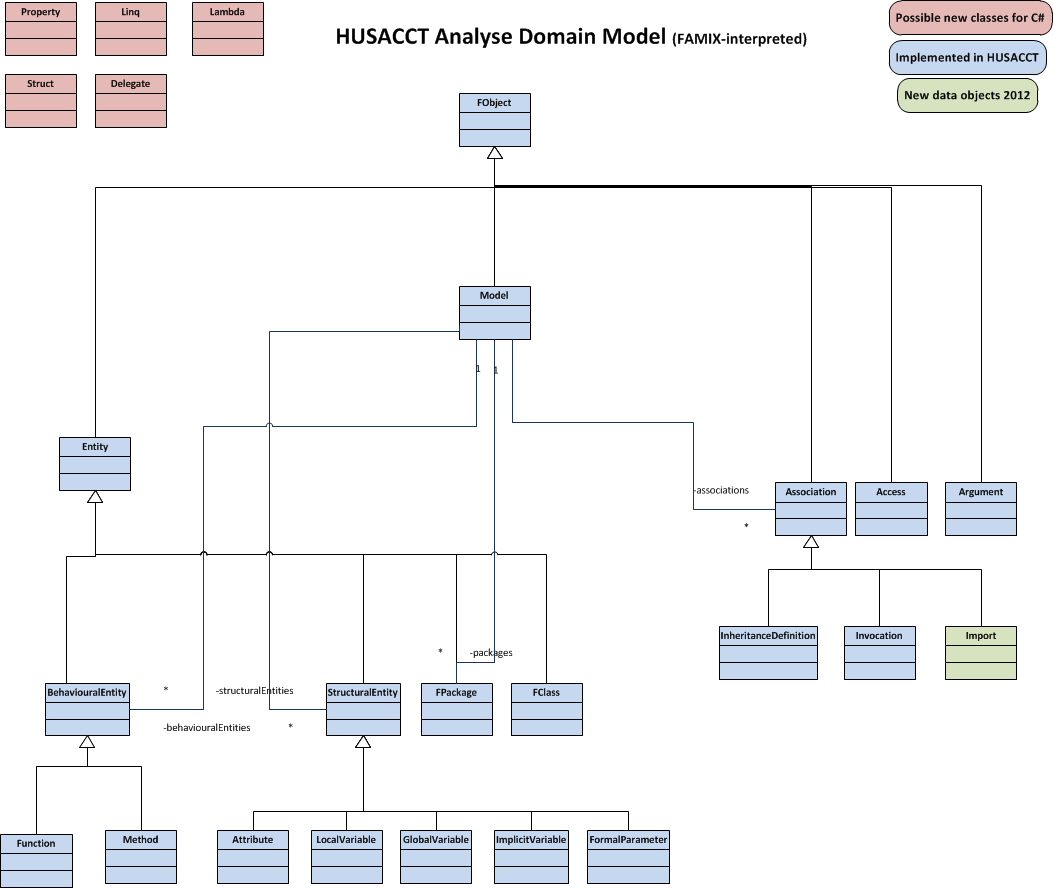 Property
Linq
Lambda
HUSACCT Analyse Domain Model (FAMIX-interpreted)
Possible new classes for C#
Implemented in HUSACCT
New data objects 2012
Struct
Delegate
FObject
Model
1
1
Entity
-associations
*
Association
Access
Argument
InheritanceDefinition
Invocation
Import
*
-packages
BehaviouralEntity
*
-structuralEntities
-behaviouralEntities
*
StructuralEntity
FPackage
FClass
Function
Method
Attribute
LocalVariable
GlobalVariable
ImplicitVariable
FormalParameter